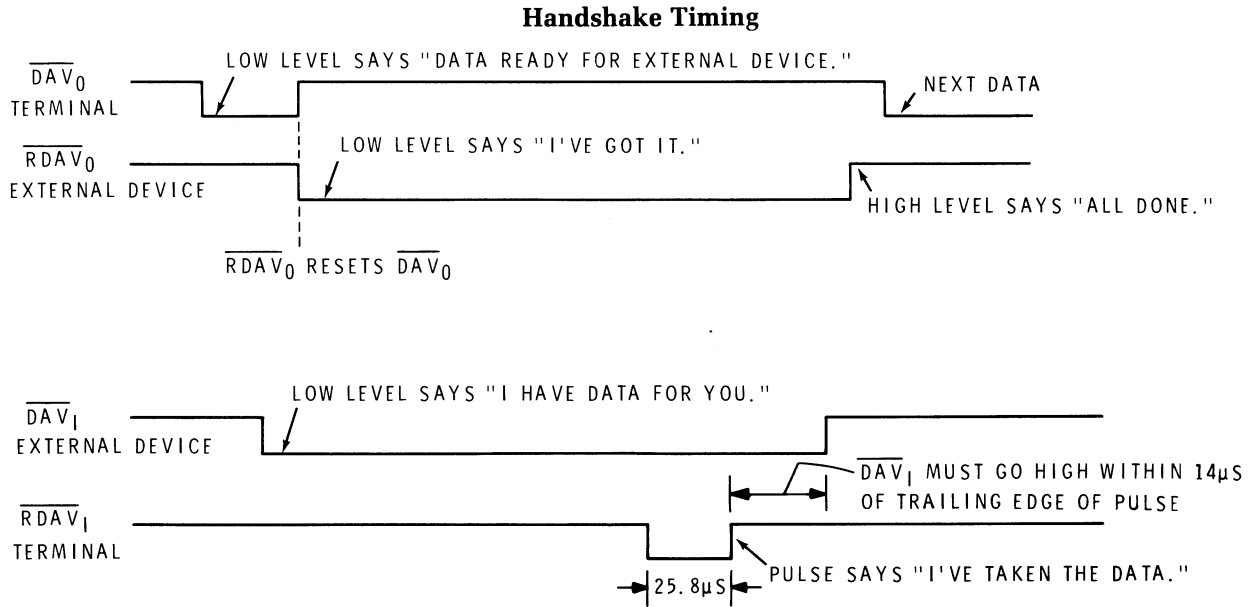 Handshake Timing
LOW LEVEL SAYS "DATA READY FOR EXTERNAL DEVICE."
DAV0
TERMINAL
NEXT DATA
LOW LEVEL SAYS "I'VE GOT IT."
RDAV0
EXTERNAL DEVICE
HIGH LEVEL SAYS "ALL DONE."
RDAV0 RESETS DAV0
LOW LEVEL SAYS "I HAVE DATA FOR YOU."
DAV1
EXTERNAL DEVICE
DAV1 MUST GO HIGH WITHIN 14µS
OF TRAILING EDGE OF PULSE
RDAV1
TERMINAL
25.8µS
PULSE SAYS "I'VE TAKEN THE DATA."